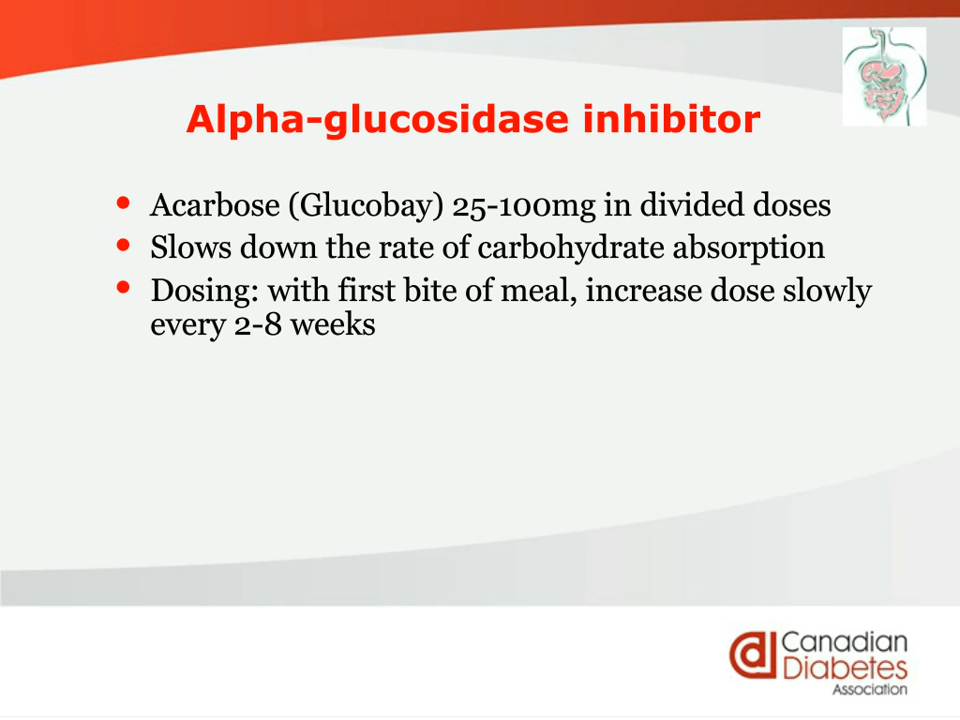 Alpha-glucosidase inhibitor
• Acarbose (Glucobay) 25-100mg in divided doses
• Slows down the rate of carbohydrate absorption
• Dosing: with first bite of meal, increase dose slowly
every 2-8 weeks
Canadian
Diabetes
Association